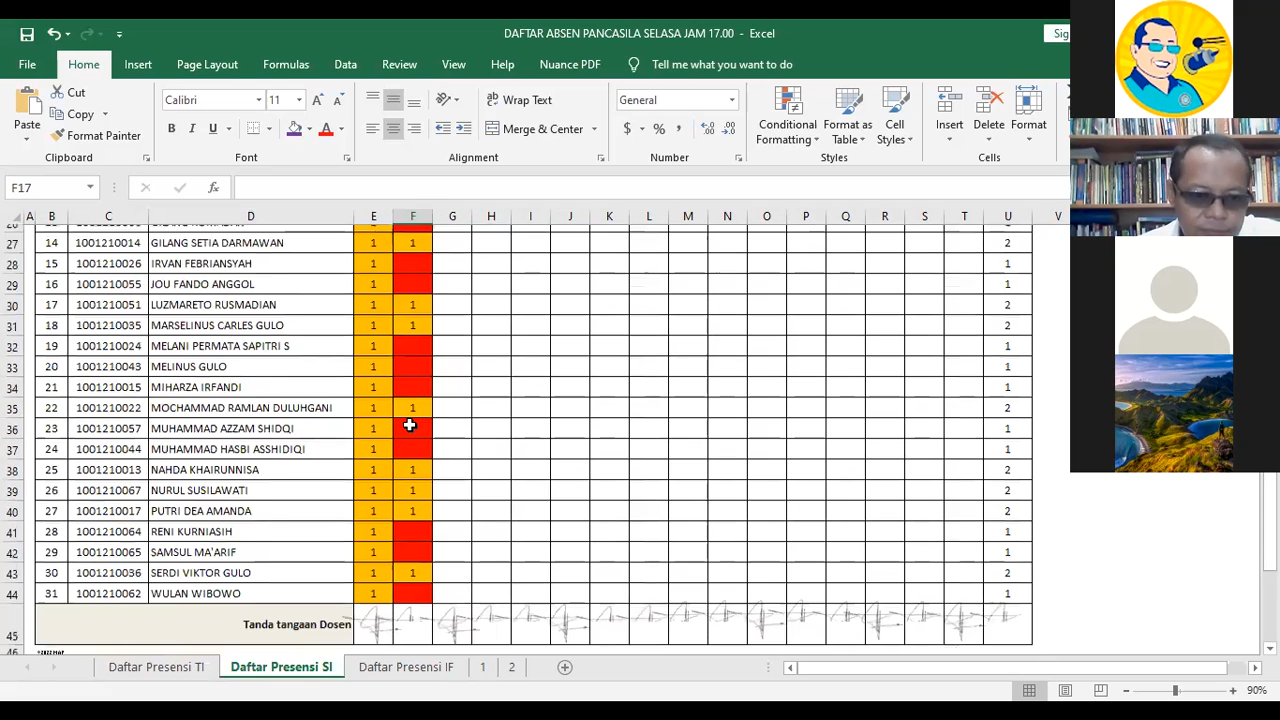 DAFTAR ABSEN PANCASILA SELASA JAM 17.00 - Excel
Sig
File Home Insert Page Layout Formulas Data Review View Help Nuance PDF Tell me what you want to do
Paste Cut
Copy
Format Painter
Calibri 11
B I U
Wrap Text
Merge & Center
General
$ % ,
Conditional Formatting
Format as Table
Cell Styles
Insert Delete Format
Clipboard Font Alignment Number Styles Cells
F17 fx
A B C D E F G H I J K L M N O P Q R S T U V
27 14 1001210014 GILANG SETIA DARMAWAN 1 1 2
28 15 1001210026 IRVAN FEBRIANSYAH 1 1
29 16 1001210055 JOU FANDO ANGGOL 1 1
30 17 1001210051 LUZMARETO RUSMADIAN 1 1 2
31 18 1001210035 MARSELINUS CARLES GULO 1 1 2
32 19 1001210024 MELANI PERMATA SAPITRI S 1 1
33 20 1001210043 MELINUS GULO 1 1
34 21 1001210015 MIHARZA IRFANDI 1 1
35 22 1001210022 MOCHAMMAD RAMLAN DULUHGANI 1 1 2
36 23 1001210057 MUHAMMAD AZZAM SHIDQI 1 1
37 24 1001210044 MUHAMMAD HASBI ASSHIDIQI 1 1
38 25 1001210013 NAHDA KHAIRUNNISA 1 1 2
39 26 1001210067 NURUL SUSILAWATI 1 1 2
40 27 1001210017 PUTRI DEA AMANDA 1 1 2
41 28 1001210064 RENI KURNIASIH 1 1
42 29 1001210065 SAMSUL MA'ARIF 1 1
43 30 1001210036 SERDI VIKTOR GULO 1 1 2
44 31 1001210062 WULAN WIBOWO 1 1
45 Tanda tangaan Dosen
Daftar Presensi TI Daftar Presensi SI Daftar Presensi IF 1 2
90%